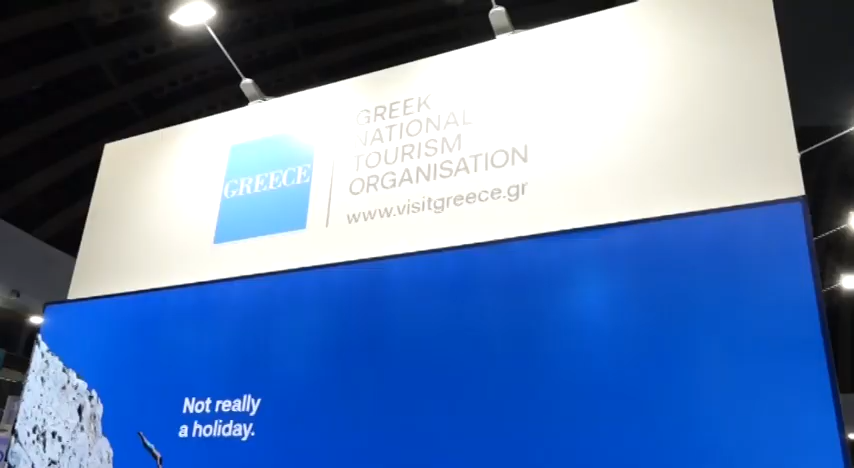 GREECE
GREEK
NATIONAL
TOURISM
ORGANISATION
www.visitgreece.gr
Not really
a holiday.